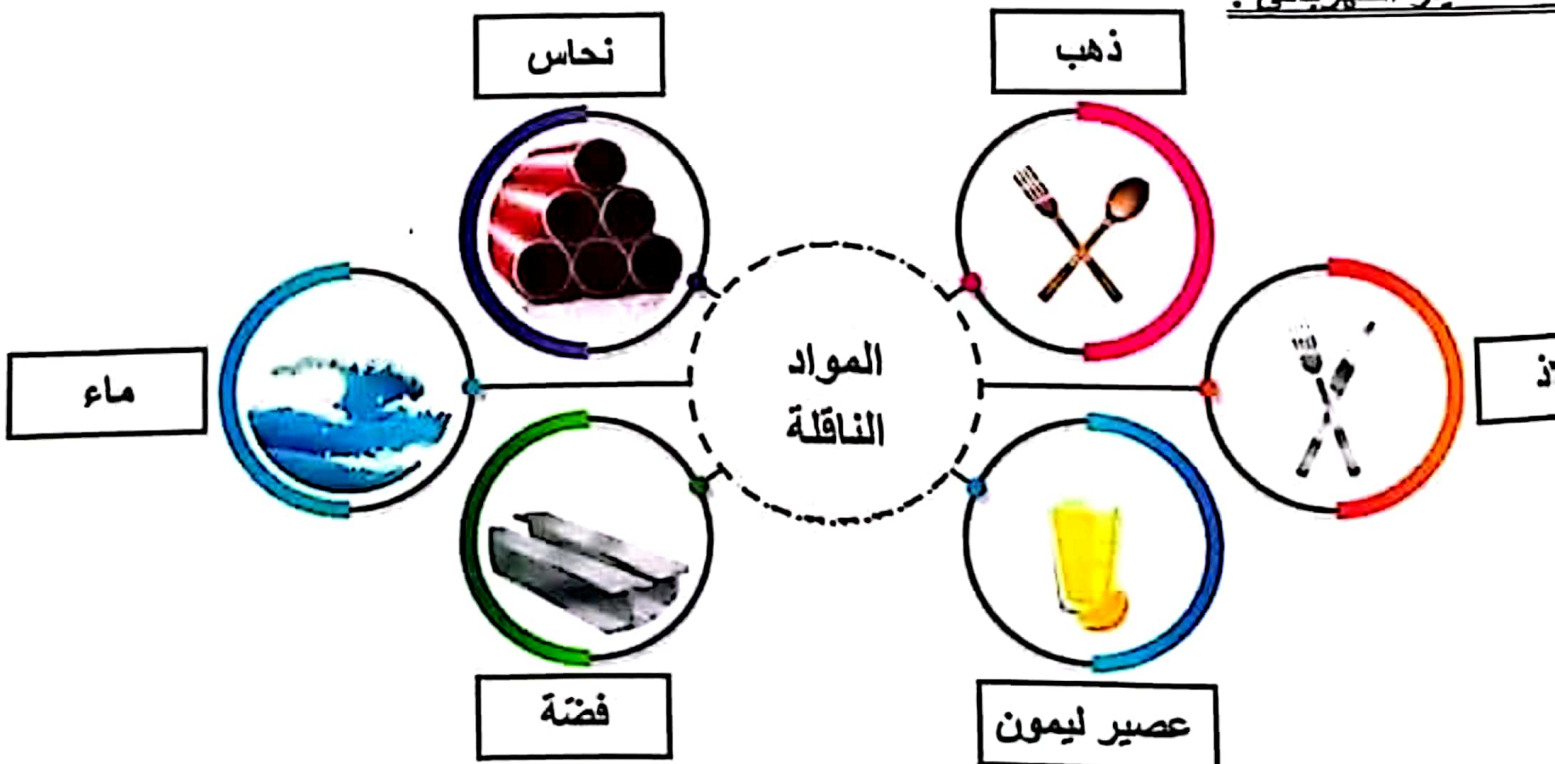 نحاس
ذهب
ماء
المواد
الناقلة
فضة
عصير ليمون